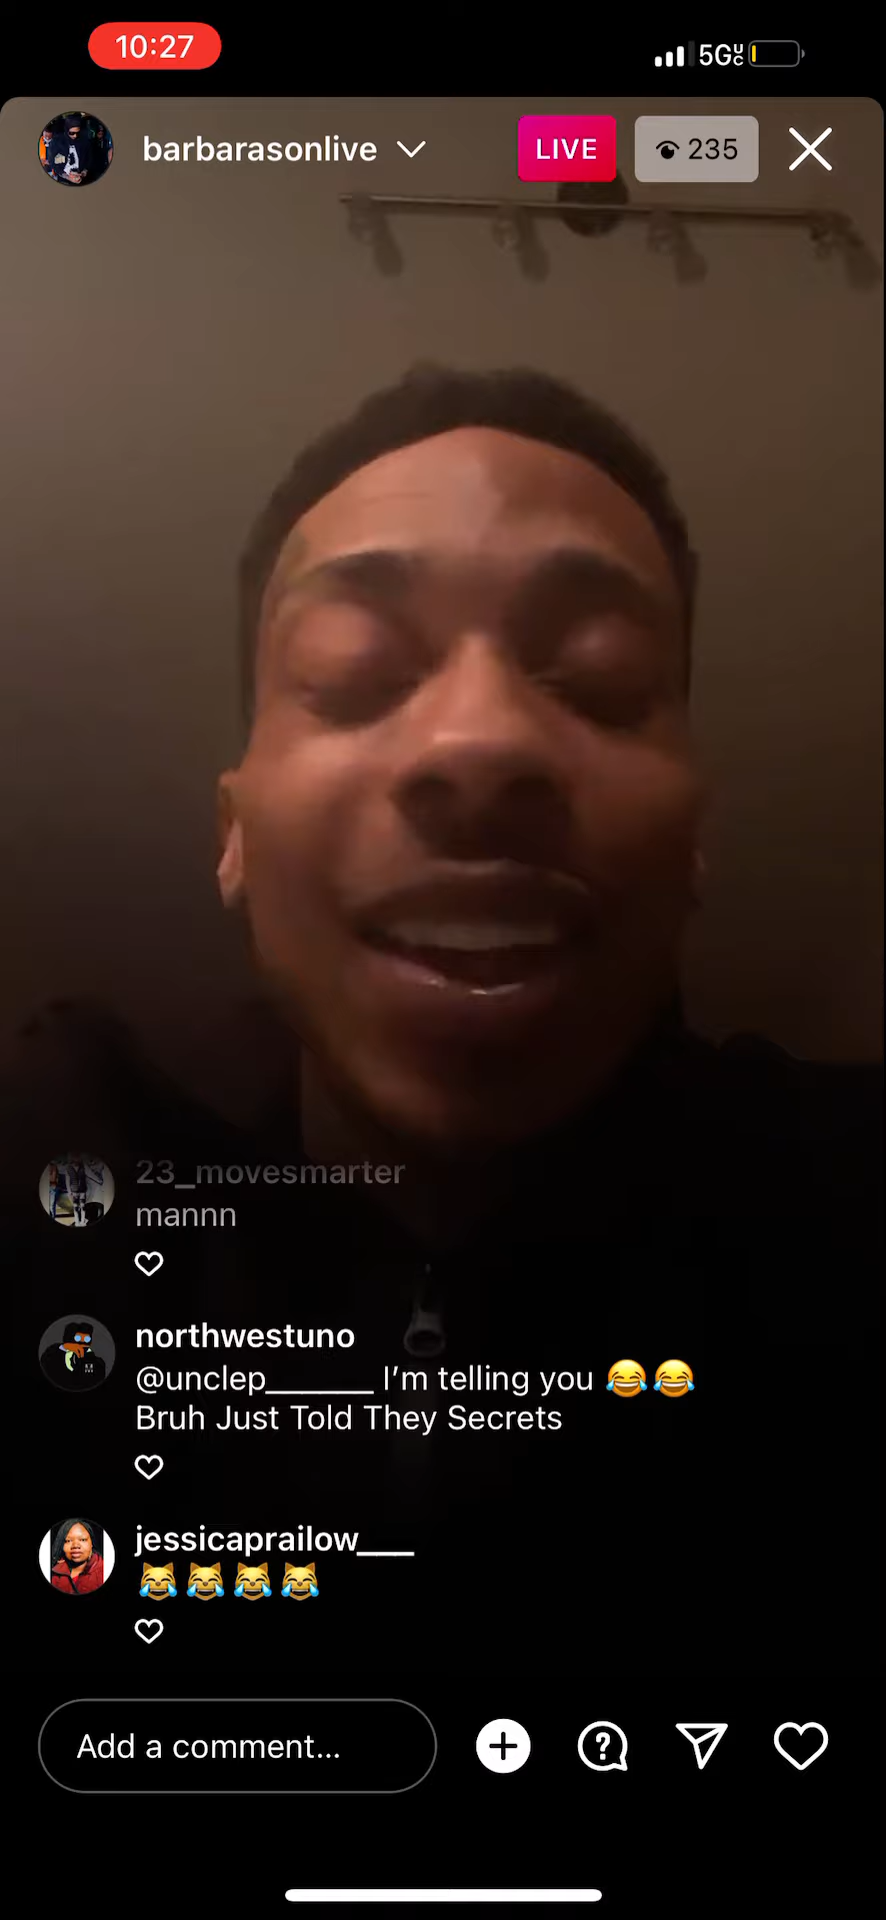 10:27
5GUC
barbarasonlive
LIVE
235
23_movesmarter
mannn
northwestuno
@unclep______ I'm telling you 😂😂
Bruh Just Told They Secrets
jessicaprailow___
😹😹😹😹
Add a comment...